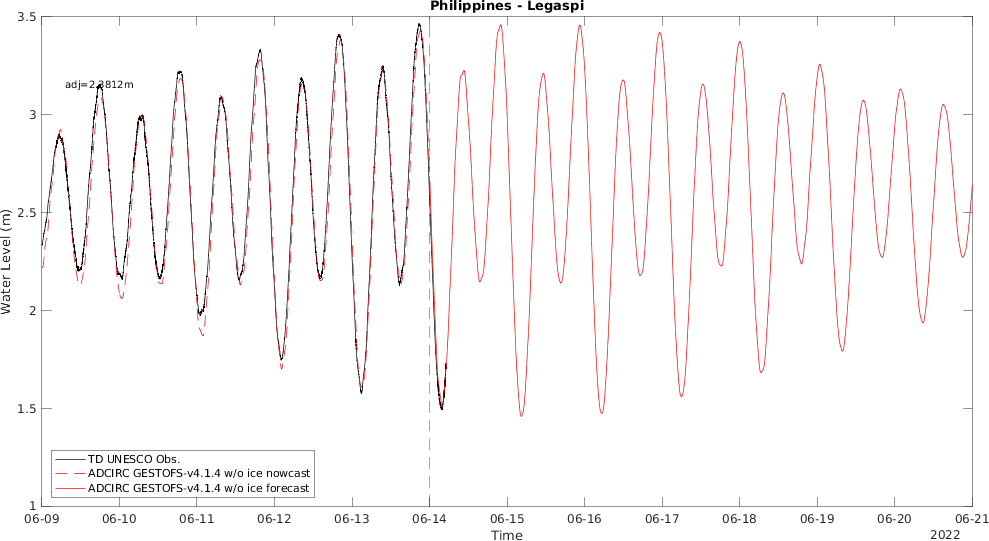 Philippines - Legaspi
3.5
3
2.5
2
1.5
1
Water Level (m)
adj=2.3812m
TD UNESCO Obs.
ADCIRC GESTOFS-v4.1.4 w/o ice nowcast
ADCIRC GESTOFS-v4.1.4 w/o ice forecast
06-09 06-10 06-11 06-12 06-13 06-14 06-15 06-16 06-17 06-18 06-19 06-20 06-21
Time
2022